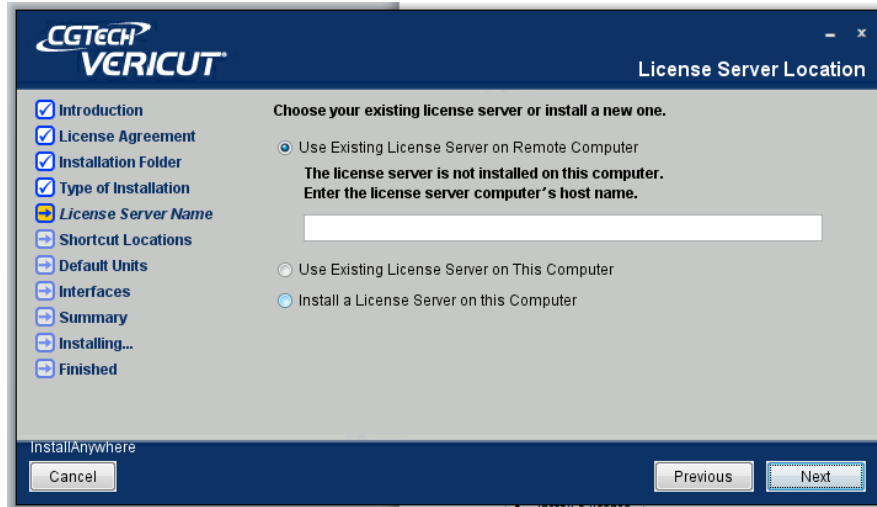 CGTECH
VERICUT
License Server Location
Introduction
License Agreement
Installation Folder
Type of Installation
License Server Name
Shortcut Locations
Default Units
Interfaces
Summary
Installing...
Finished
Choose your existing license server or install a new one.
Use Existing License Server on Remote Computer
The license server is not installed on this computer.
Enter the license server computer's host name.
Use Existing License Server on This Computer
Install a License Server on this Computer
InstallAnywhere
Cancel
Previous
Next